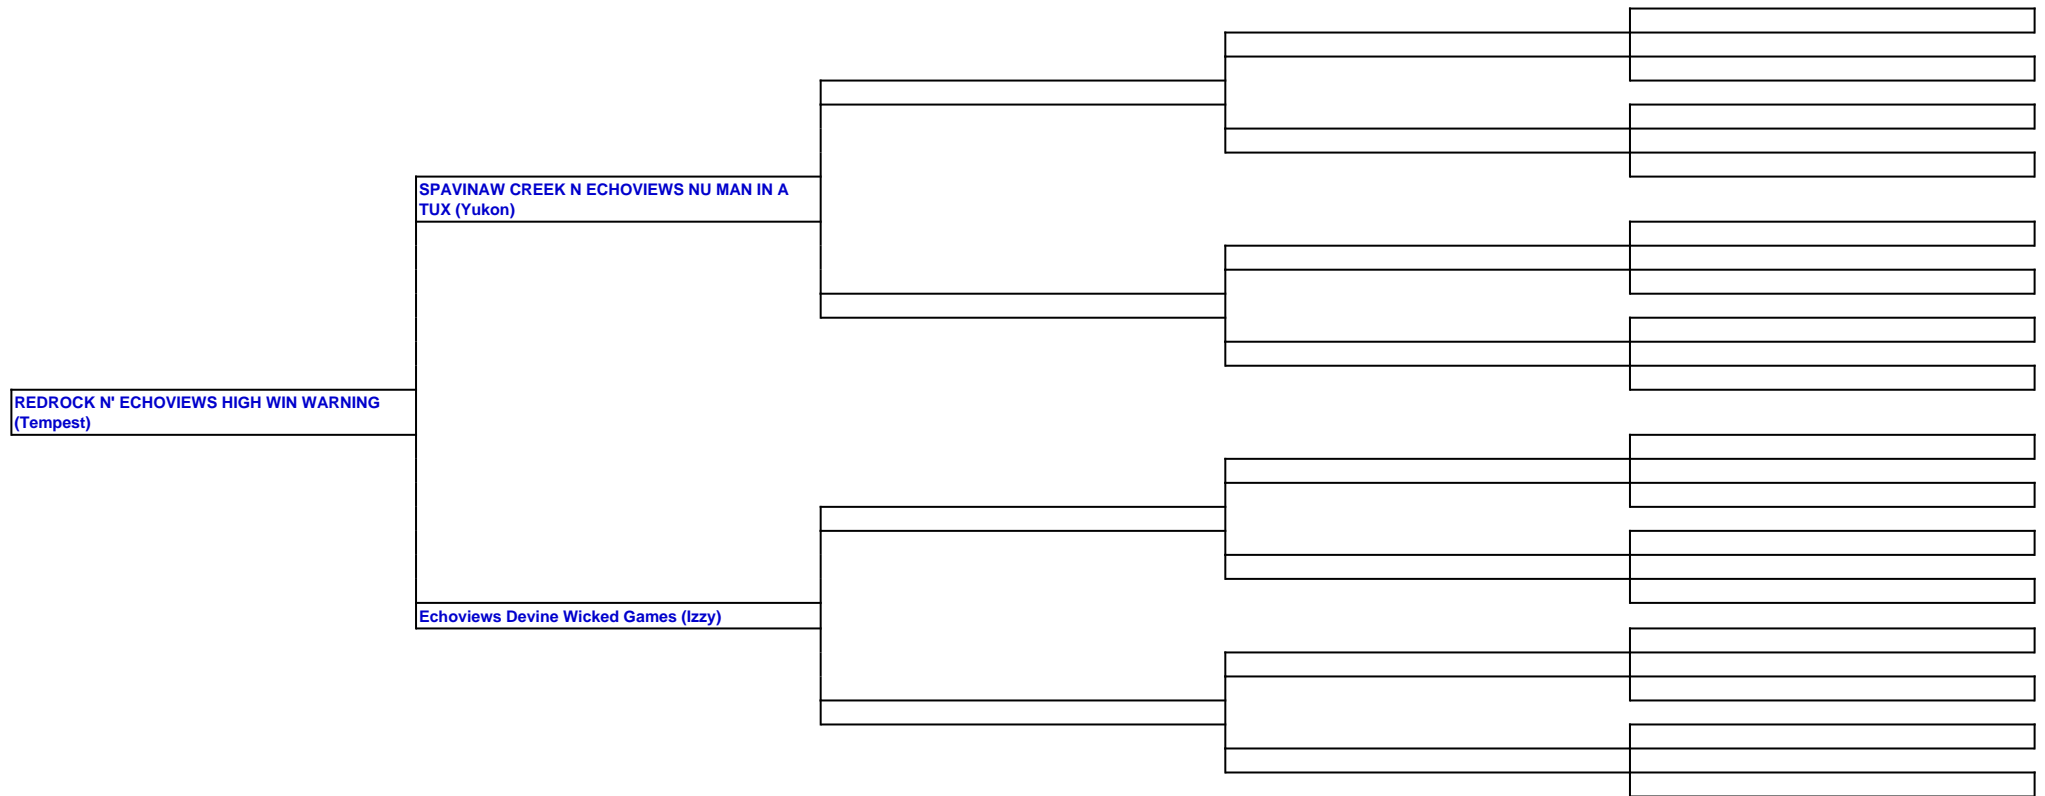 SPAVINAW CREEK N ECHOVIEWS NU MAN IN A
TUX (Yukon)
REDROCK N' ECHOVIEWS HIGH WIN WARNING
(Tempest)
Echoviews Devine Wicked Games (Izzy)